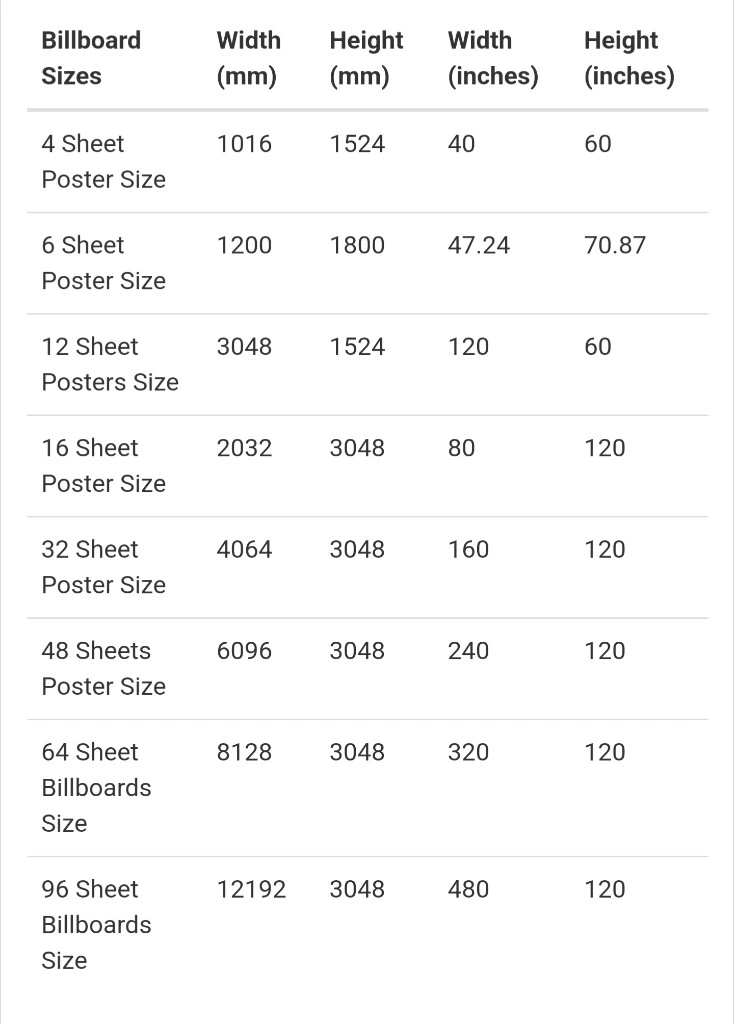 Billboard Sizes Width (mm) Height (mm) Width (inches) Height (inches)
4 Sheet Poster Size 1016 1524 40 60
6 Sheet Poster Size 1200 1800 47.24 70.87
12 Sheet Posters Size 3048 1524 120 60
16 Sheet Poster Size 2032 3048 80 120
32 Sheet Poster Size 4064 3048 160 120
48 Sheets Poster Size 6096 3048 240 120
64 Sheet Billboards Size 8128 3048 320 120
96 Sheet Billboards Size 12192 3048 480 120